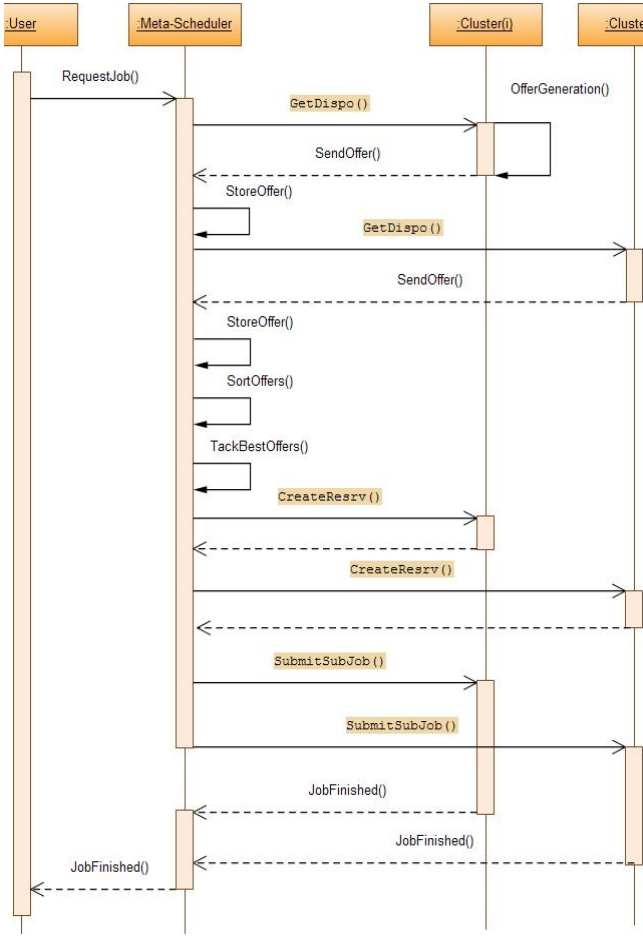 :User
:Meta-Scheduler
:Cluster(i)
:Cluste
RequestJob()
GetDispo()
OfferGeneration()
SendOffer()
StoreOffer()
GetDispo()
SendOffer()
StoreOffer()
SortOffers()
TackBestOffers()
CreateResrv()
CreateResrv()
SubmitSubJob()
SubmitSubJob()
JobFinished()
JobFinished()
JobFinished()